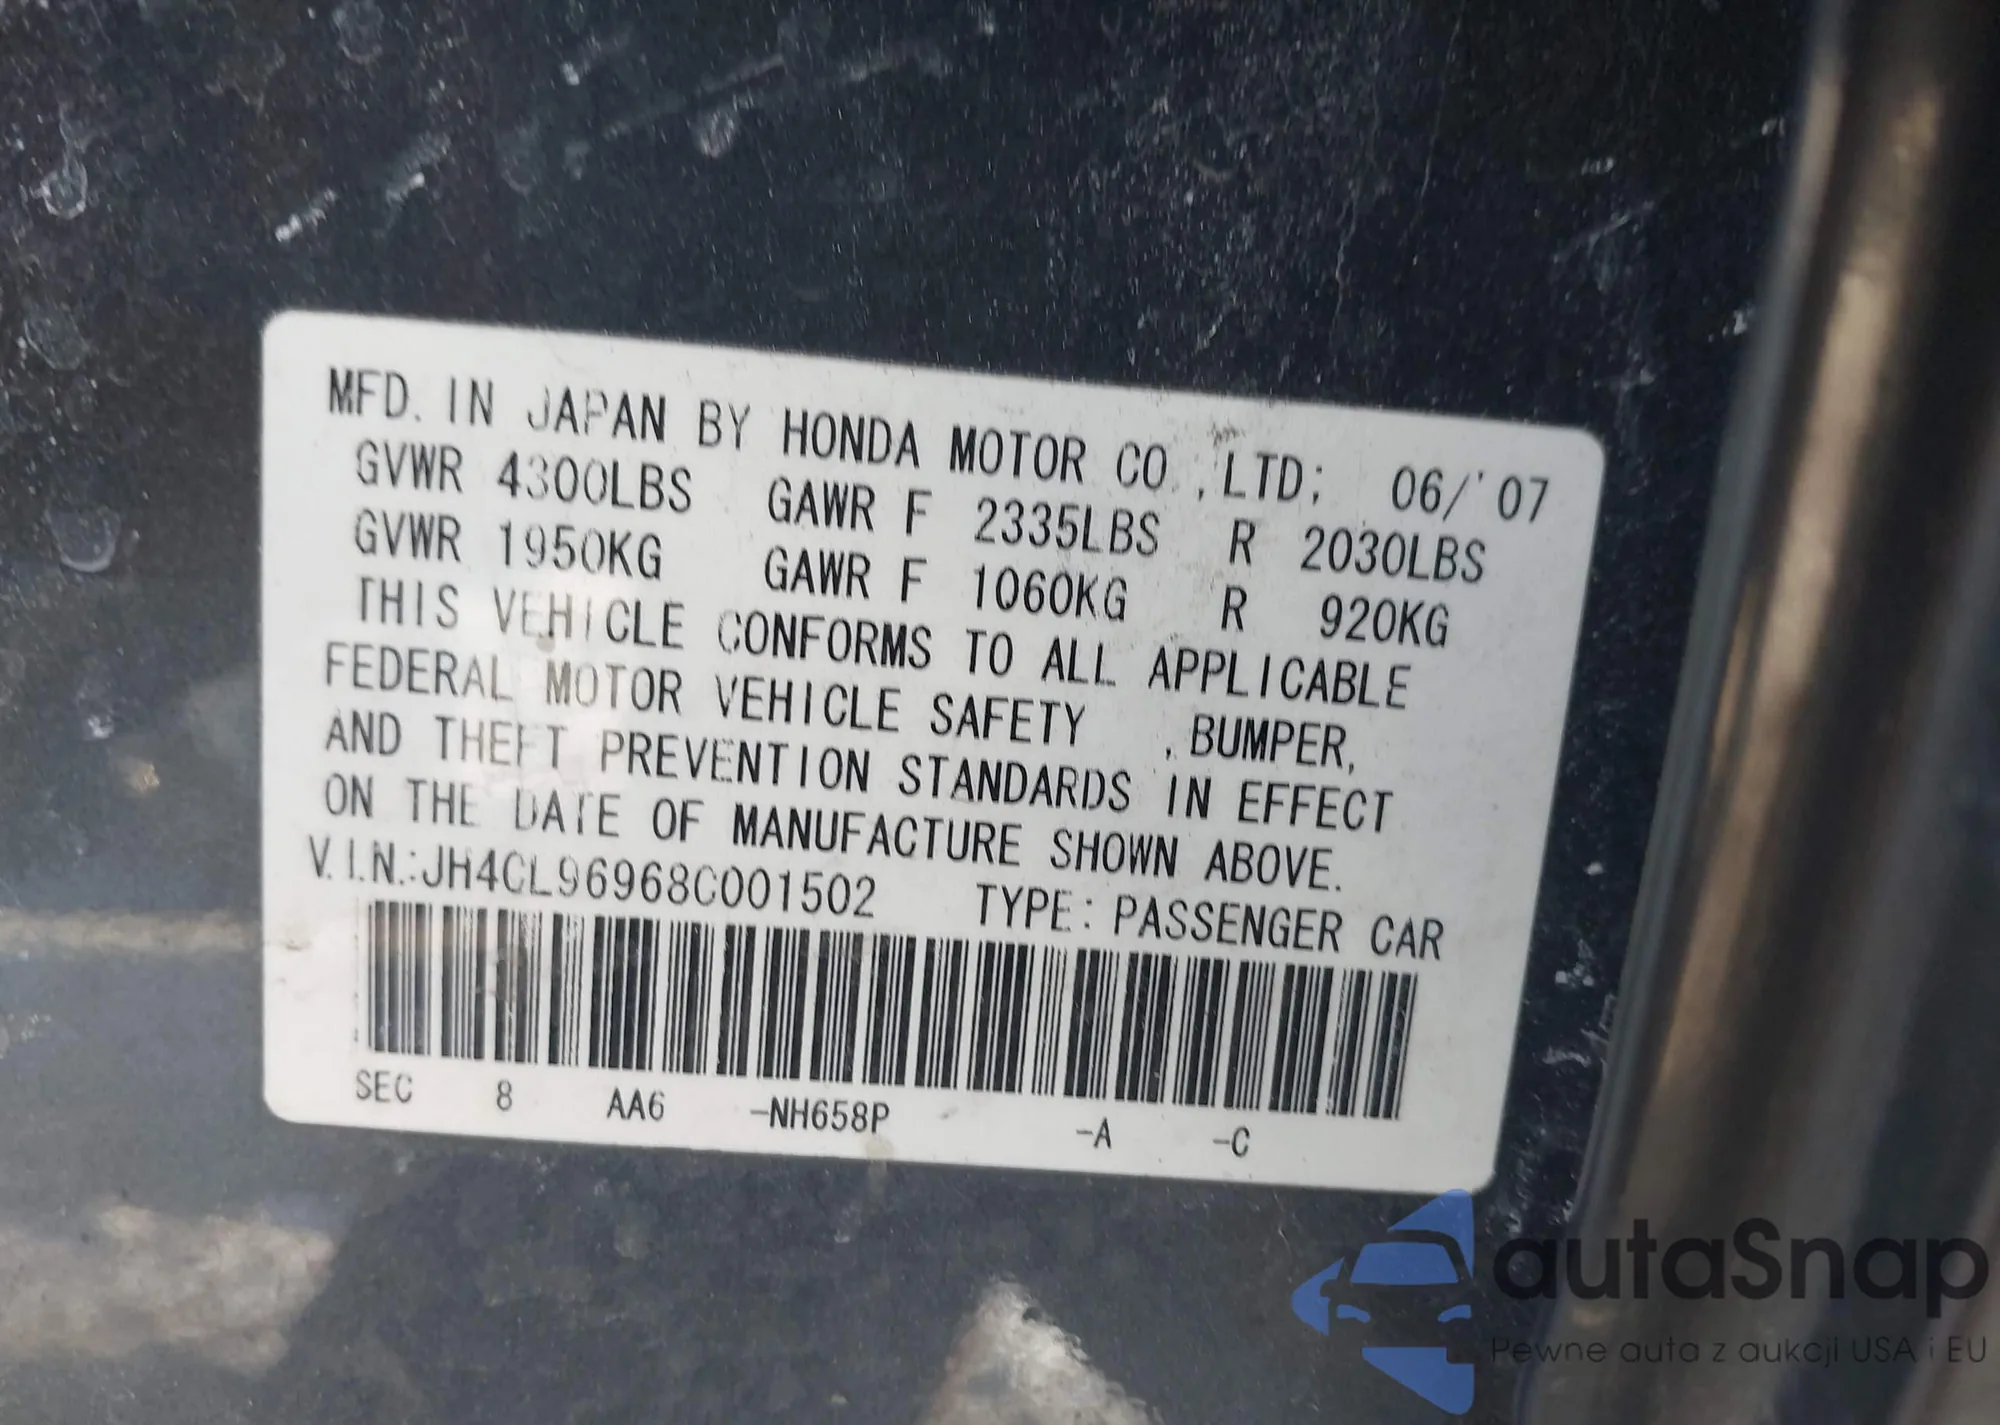 MFD. IN JAPAN BY HONDA MOTOR CO.,LTD; 06/'07
GVWR 4300LBS GAWR F 2335LBS R 2030LBS
GVWR 1950KG GAWR F 1060KG R 920KG
THIS VEHICLE CONFORMS TO ALL APPLICABLE
FEDERAL MOTOR VEHICLE SAFETY , BUMPER,
AND THEFT PREVENTION STANDARDS IN EFFECT
ON THE DATE OF MANUFACTURE SHOWN ABOVE.
V.I.N.:JH4CL96968C001502 TYPE: PASSENGER CAR
SEC 8 AA6 -NH658P -A -C
autaSnap
Pewne auta z aukcji USA i EU